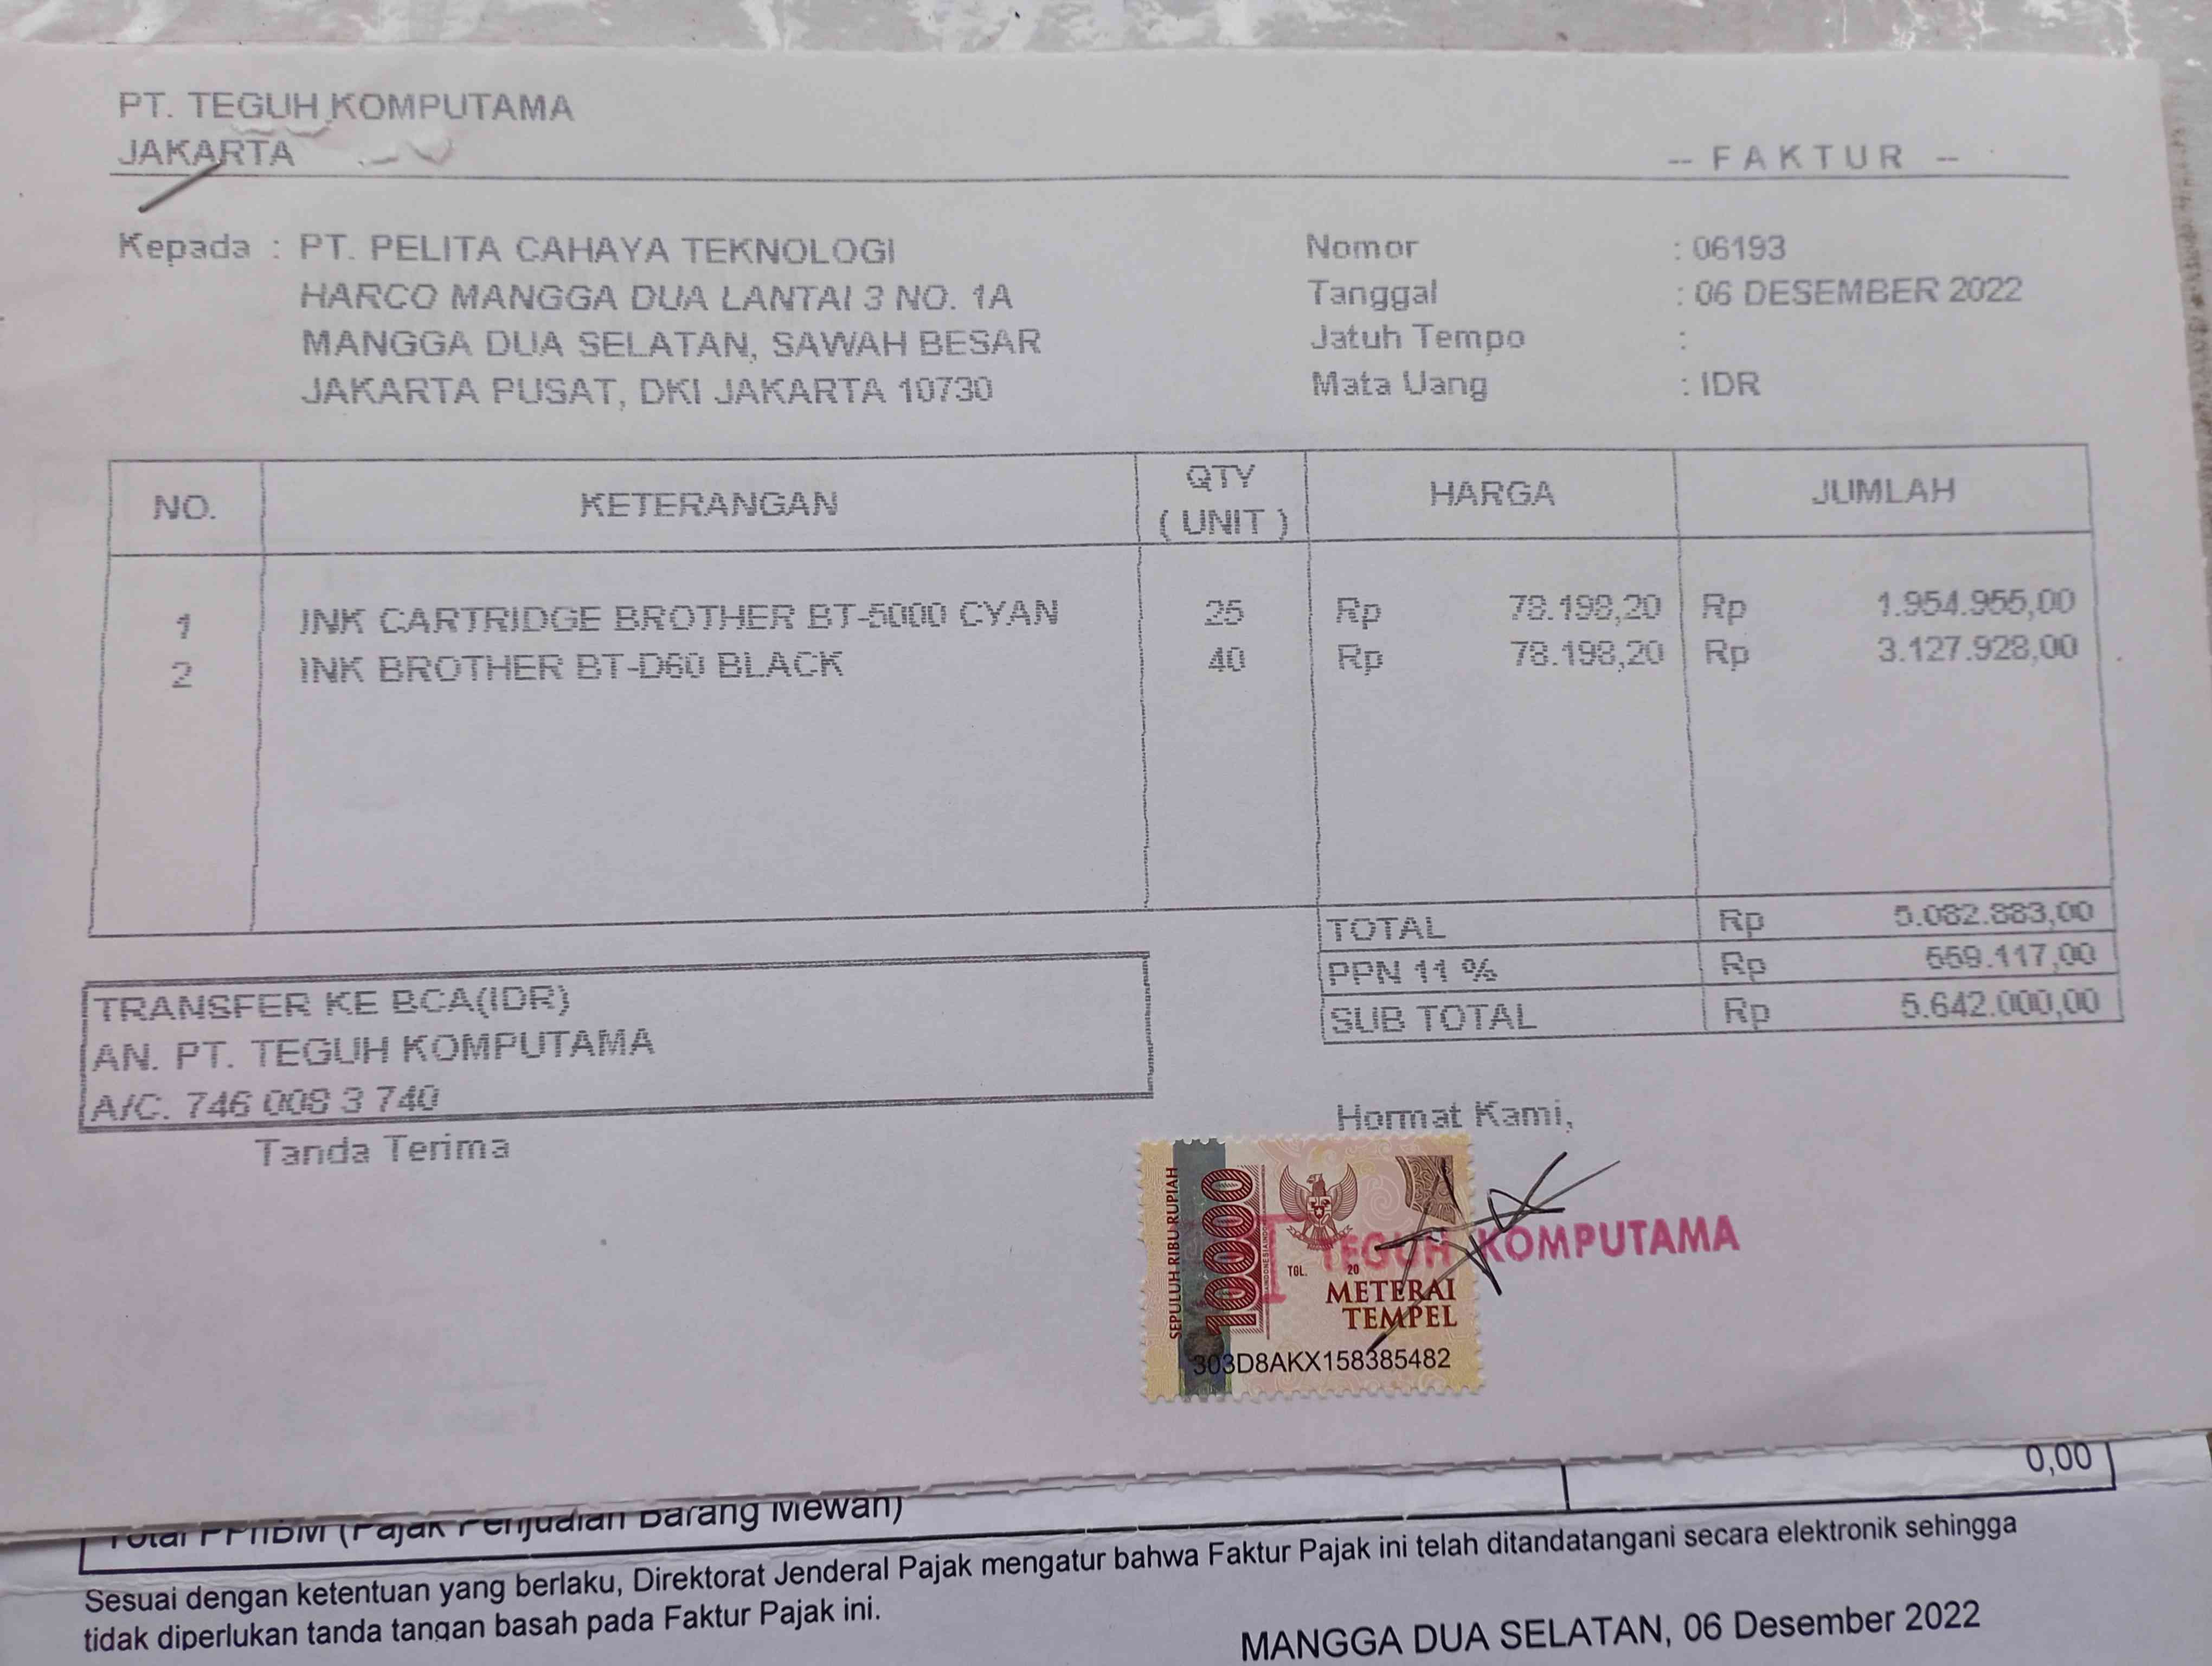 PT. TEGUH KOMPUTAMA
JAKARTA
-- FAKTUR --
Kepada : PT. PELITA CAHAYA TEKNOLOGI
HARCO MANGGA DUA LANTAI 3 NO. 1A
MANGGA DUA SELATAN, SAWAH BESAR
JAKARTA PUSAT, DKI JAKARTA 10730
Nomor : 06193
Tanggal : 06 DESEMBER 2022
Jatuh Tempo :
Mata Uang : IDR
NO. KETERANGAN QTY ( UNIT ) HARGA JUMLAH
1 INK CARTRIDGE BROTHER BT-5000 CYAN 25 Rp 78.198,20 Rp 1.954.955,00
2 INK BROTHER BT-D60 BLACK 40 Rp 78.198,20 Rp 3.127.928,00
TOTAL Rp 5.082.883,00
PPN 11 % Rp 559.117,00
SUB TOTAL Rp 5.642.000,00
TRANSFER KE BCA(IDR)
AN. PT. TEGUH KOMPUTAMA
A/C. 746 008 3 740
Tanda Terima
Hormat Kami,
SEPULUH RIBU RUPIAH
10000
TEGUH KOMPUTAMA
TGL. 20
METERAI
TEMPEL
303D8AKX158385482
0,00
Total PPnBM (Pajak Penjualan Barang Mewah)
Sesuai dengan ketentuan yang berlaku, Direktorat Jenderal Pajak mengatur bahwa Faktur Pajak ini telah ditandatangani secara elektronik sehingga
tidak diperlukan tanda tangan basah pada Faktur Pajak ini.
MANGGA DUA SELATAN, 06 Desember 2022